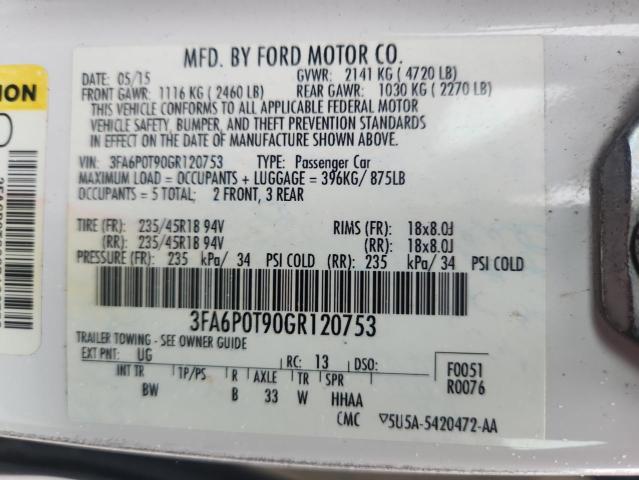 MFD. BY FORD MOTOR CO.
DATE: 05/15 GVWR: 2141 KG ( 4720 LB)
FRONT GAWR: 1116 KG ( 2460 LB) REAR GAWR: 1030 KG ( 2270 LB)
THIS VEHICLE CONFORMS TO ALL APPLICABLE FEDERAL MOTOR
VEHICLE SAFETY, BUMPER, AND THEFT PREVENTION STANDARDS
IN EFFECT ON THE DATE OF MANUFACTURE SHOWN ABOVE.
VIN: 3FA6P0T90GR120753 TYPE: Passenger Car
MAXIMUM LOAD = OCCUPANTS + LUGGAGE = 396KG/ 875LB
OCCUPANTS = 5 TOTAL: 2 FRONT, 3 REAR
TIRE (FR): 235/45R18 94V RIMS (FR): 18x8.0J
(RR): 235/45R18 94V (RR): 18x8.0J
PRESSURE (FR): 235 kPa/ 34 PSI COLD (RR): 235 kPa/ 34 PSI COLD
3FA6P0T90GR120753
TRAILER TOWING - SEE OWNER GUIDE
EXT PNT: UG RC: 13 DSO: F0051
INT TR TP/PS R AXLE TR SPR R0076
BW B 33 W HHAA
CMC ▽5U5A-5420472-AA
NION